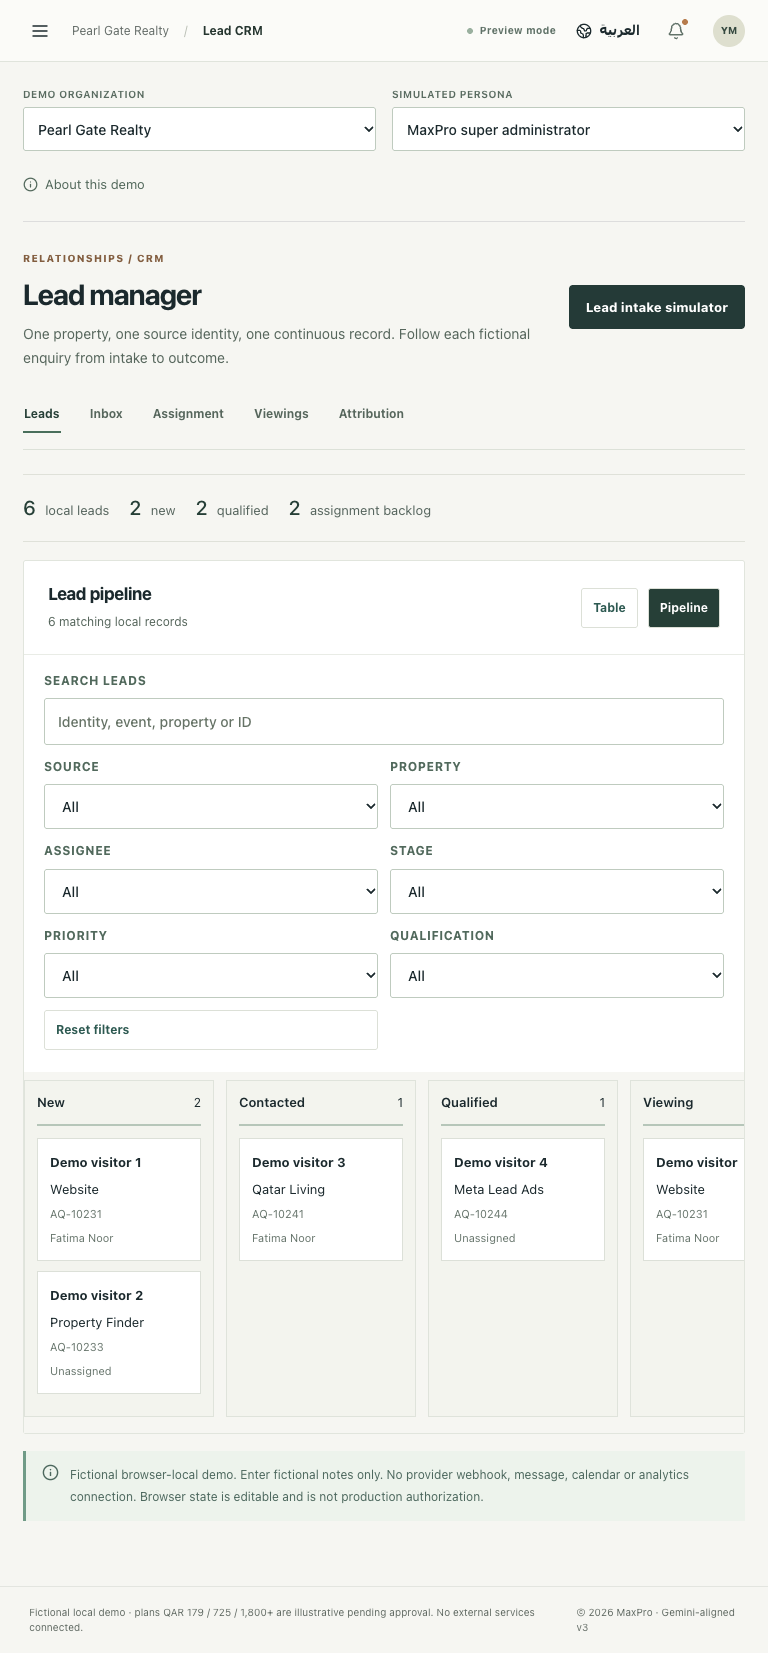 Pearl Gate Realty / Lead CRM
Preview mode
العربية
YM
DEMO ORGANIZATION
Pearl Gate Realty
SIMULATED PERSONA
MaxPro super administrator
About this demo
RELATIONSHIPS / CRM
Lead manager
One property, one source identity, one continuous record. Follow each fictional
enquiry from intake to outcome.
Lead intake simulator
Leads
Inbox
Assignment
Viewings
Attribution
6 local leads
2 new
2 qualified
2 assignment backlog
Lead pipeline
6 matching local records
Table
Pipeline
SEARCH LEADS
Identity, event, property or ID
SOURCE
All
PROPERTY
All
ASSIGNEE
All
STAGE
All
PRIORITY
All
QUALIFICATION
All
Reset filters
New 2
Demo visitor 1
Website
AQ-10231
Fatima Noor
Demo visitor 2
Property Finder
AQ-10233
Unassigned
Contacted 1
Demo visitor 3
Qatar Living
AQ-10241
Fatima Noor
Qualified 1
Demo visitor 4
Meta Lead Ads
AQ-10244
Unassigned
Viewing
Demo visitor
Website
AQ-10231
Fatima Noor
Fictional browser-local demo. Enter fictional notes only. No provider webhook, message, calendar or analytics
connection. Browser state is editable and is not production authorization.
Fictional local demo · plans QAR 179 / 725 / 1,800+ are illustrative pending approval. No external services
connected.
© 2026 MaxPro · Gemini-aligned
v3